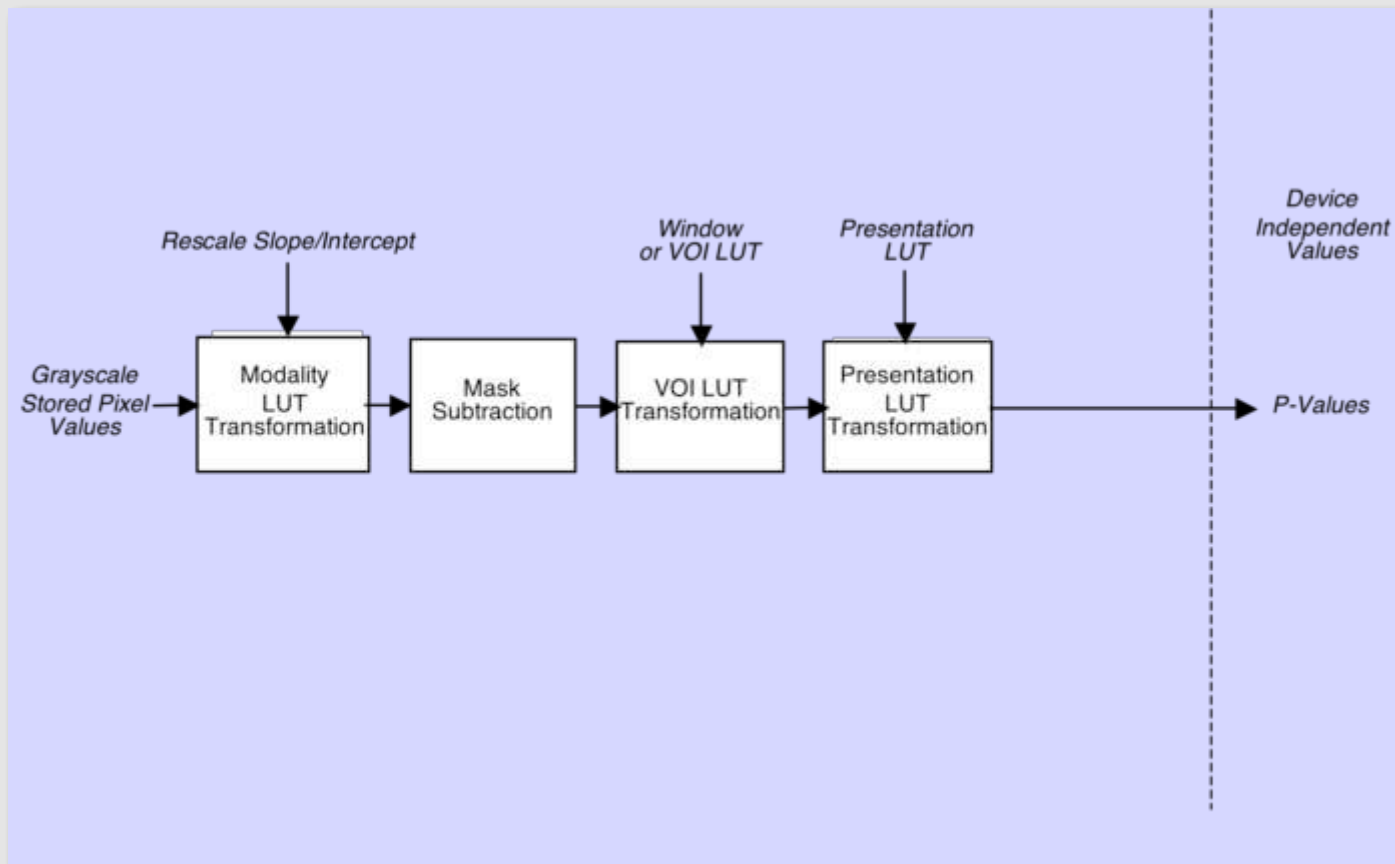 Rescale Slope/Intercept
Window
or VOI LUT
Presentation
LUT
Device
Independent
Values
Grayscale
Stored Pixel
Values
Modality
LUT
Transformation
Mask
Subtraction
VOI LUT
Transformation
Presentation
LUT
Transformation
P-Values